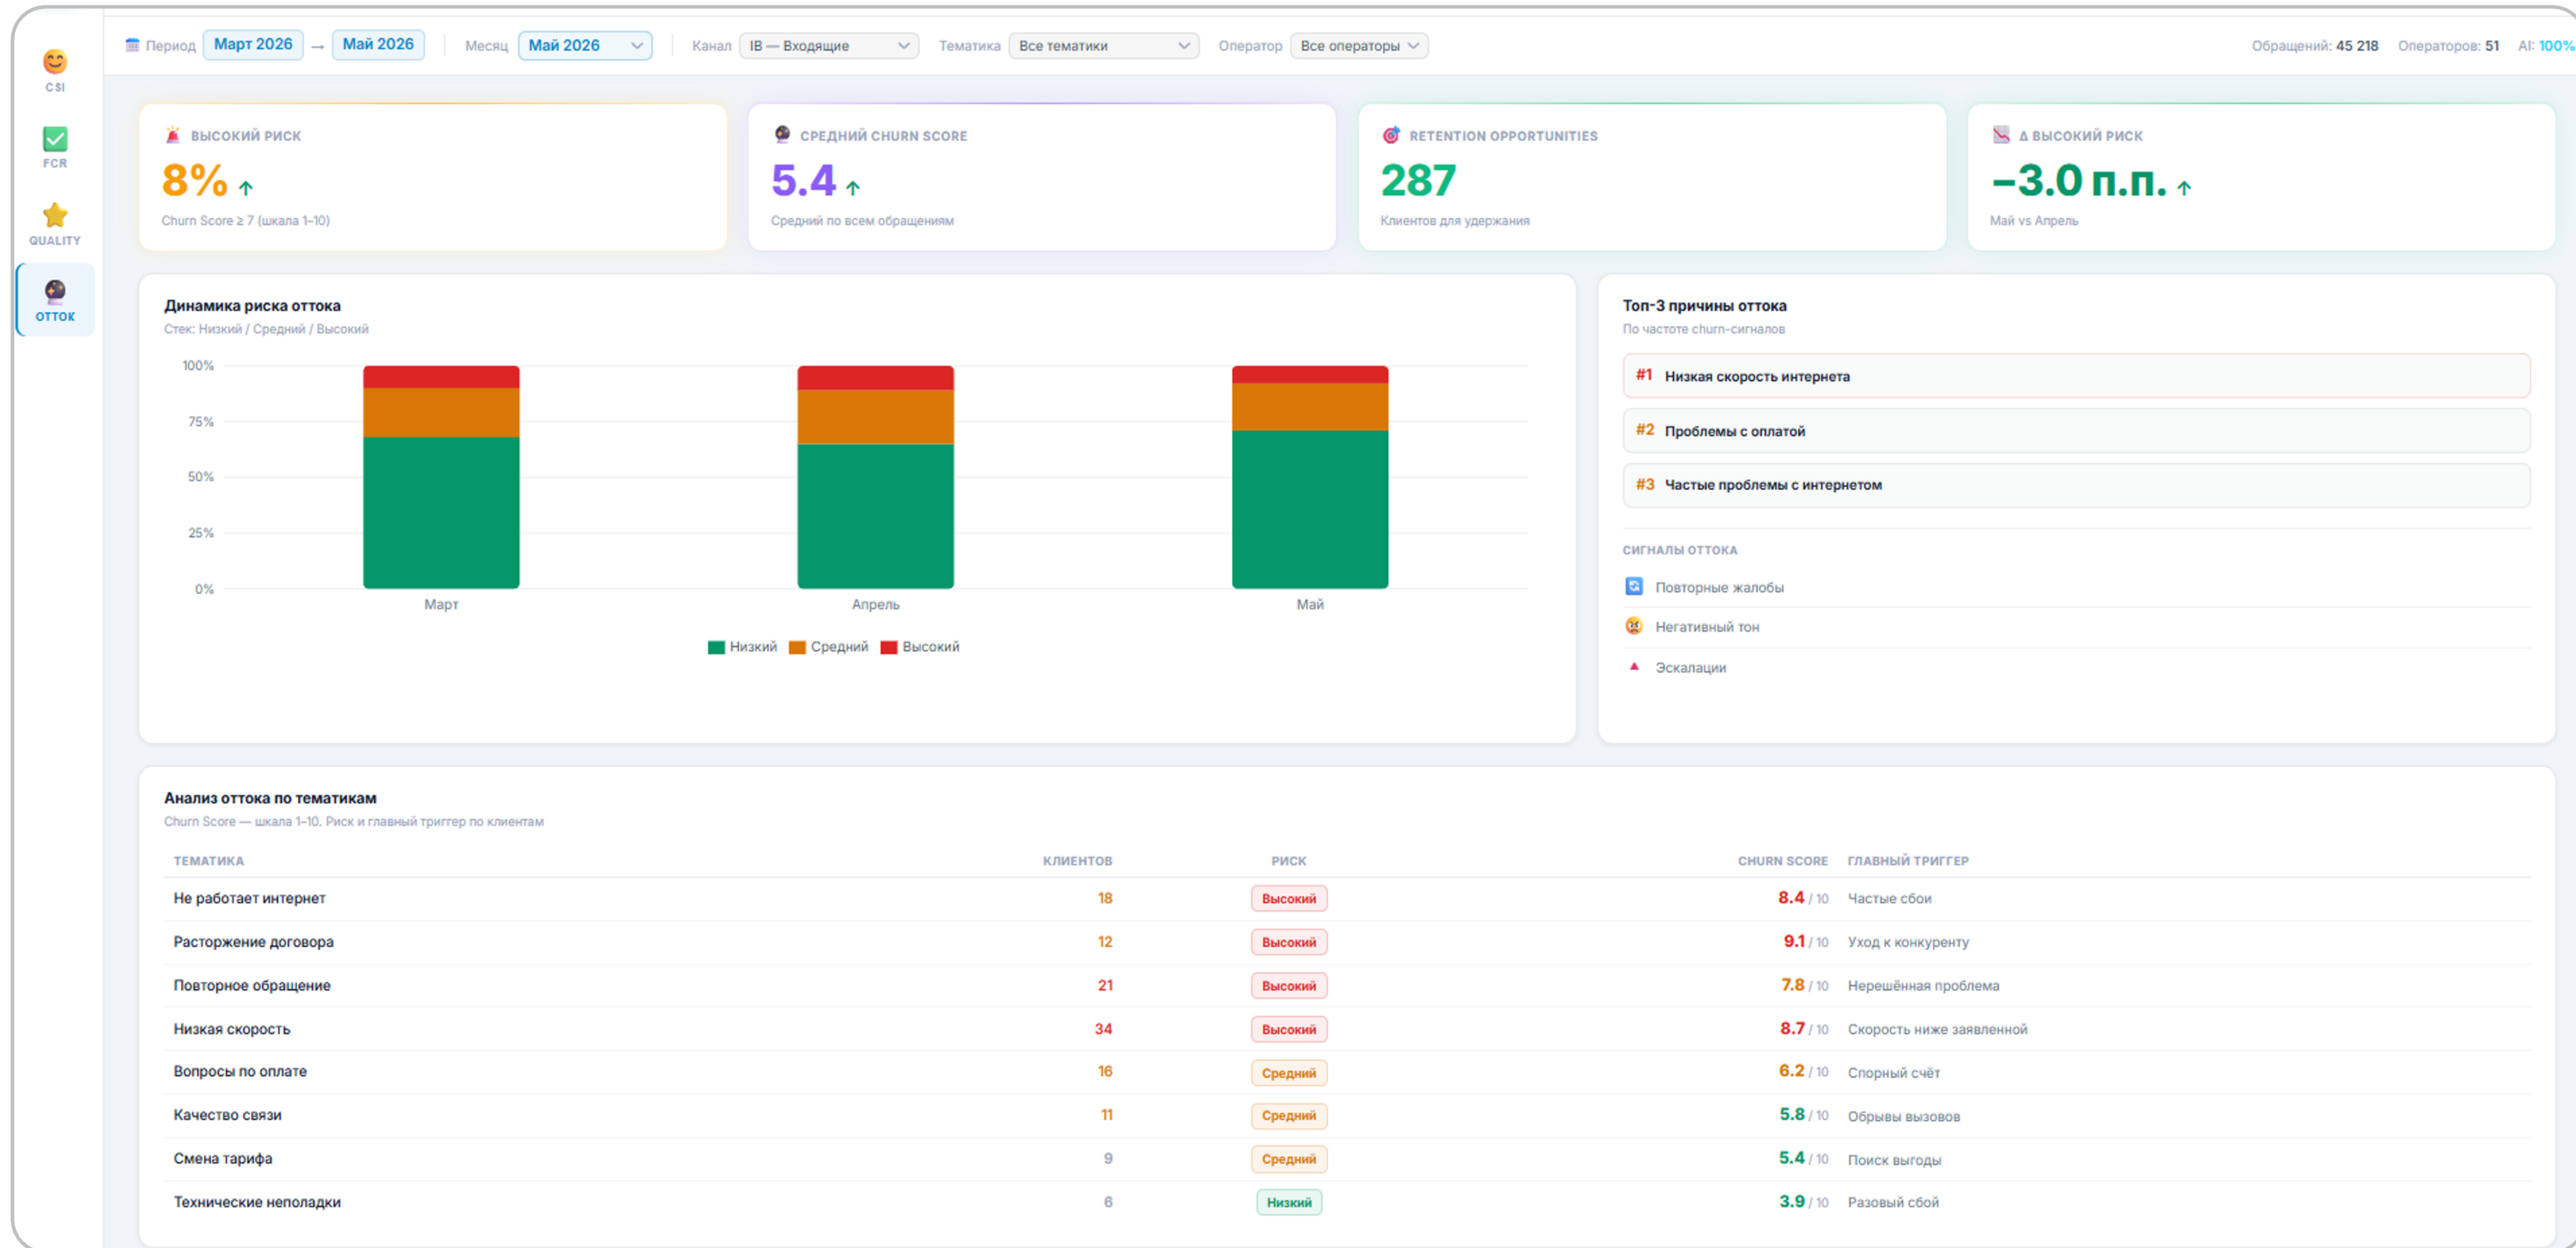 Период Март 2026 → Май 2026 Месяц Май 2026 Канал IB — Входящие Тематика Все тематики Оператор Все операторы Обращений: 45 218 Операторов: 51 AI: 100%
CSI
FCR
QUALITY
ОТТОК
ВЫСОКИЙ РИСК
8% ↑
Churn Score ≥ 7 (шкала 1–10)
СРЕДНИЙ CHURN SCORE
5.4 ↑
Средний по всем обращениям
RETENTION OPPORTUNITIES
287
Клиентов для удержания
Δ ВЫСОКИЙ РИСК
−3.0 п.п. ↑
Май vs Апрель
Динамика риска оттока
Стек: Низкий / Средний / Высокий
100%
75%
50%
25%
0%
Март Апрель Май
Низкий Средний Высокий
Топ-3 причины оттока
По частоте churn-сигналов
#1 Низкая скорость интернета
#2 Проблемы с оплатой
#3 Частые проблемы с интернетом
СИГНАЛЫ ОТТОКА
Повторные жалобы
Негативный тон
Эскалации
Анализ оттока по тематикам
Churn Score — шкала 1–10. Риск и главный триггер по клиентам
ТЕМАТИКА КЛИЕНТОВ РИСК CHURN SCORE ГЛАВНЫЙ ТРИГГЕР
Не работает интернет 18 Высокий 8.4 / 10 Частые сбои
Расторжение договора 12 Высокий 9.1 / 10 Уход к конкуренту
Повторное обращение 21 Высокий 7.8 / 10 Нерешённая проблема
Низкая скорость 34 Высокий 8.7 / 10 Скорость ниже заявленной
Вопросы по оплате 16 Средний 6.2 / 10 Спорный счёт
Качество связи 11 Средний 5.8 / 10 Обрывы вызовов
Смена тарифа 9 Средний 5.4 / 10 Поиск выгоды
Технические неполадки 6 Низкий 3.9 / 10 Разовый сбой